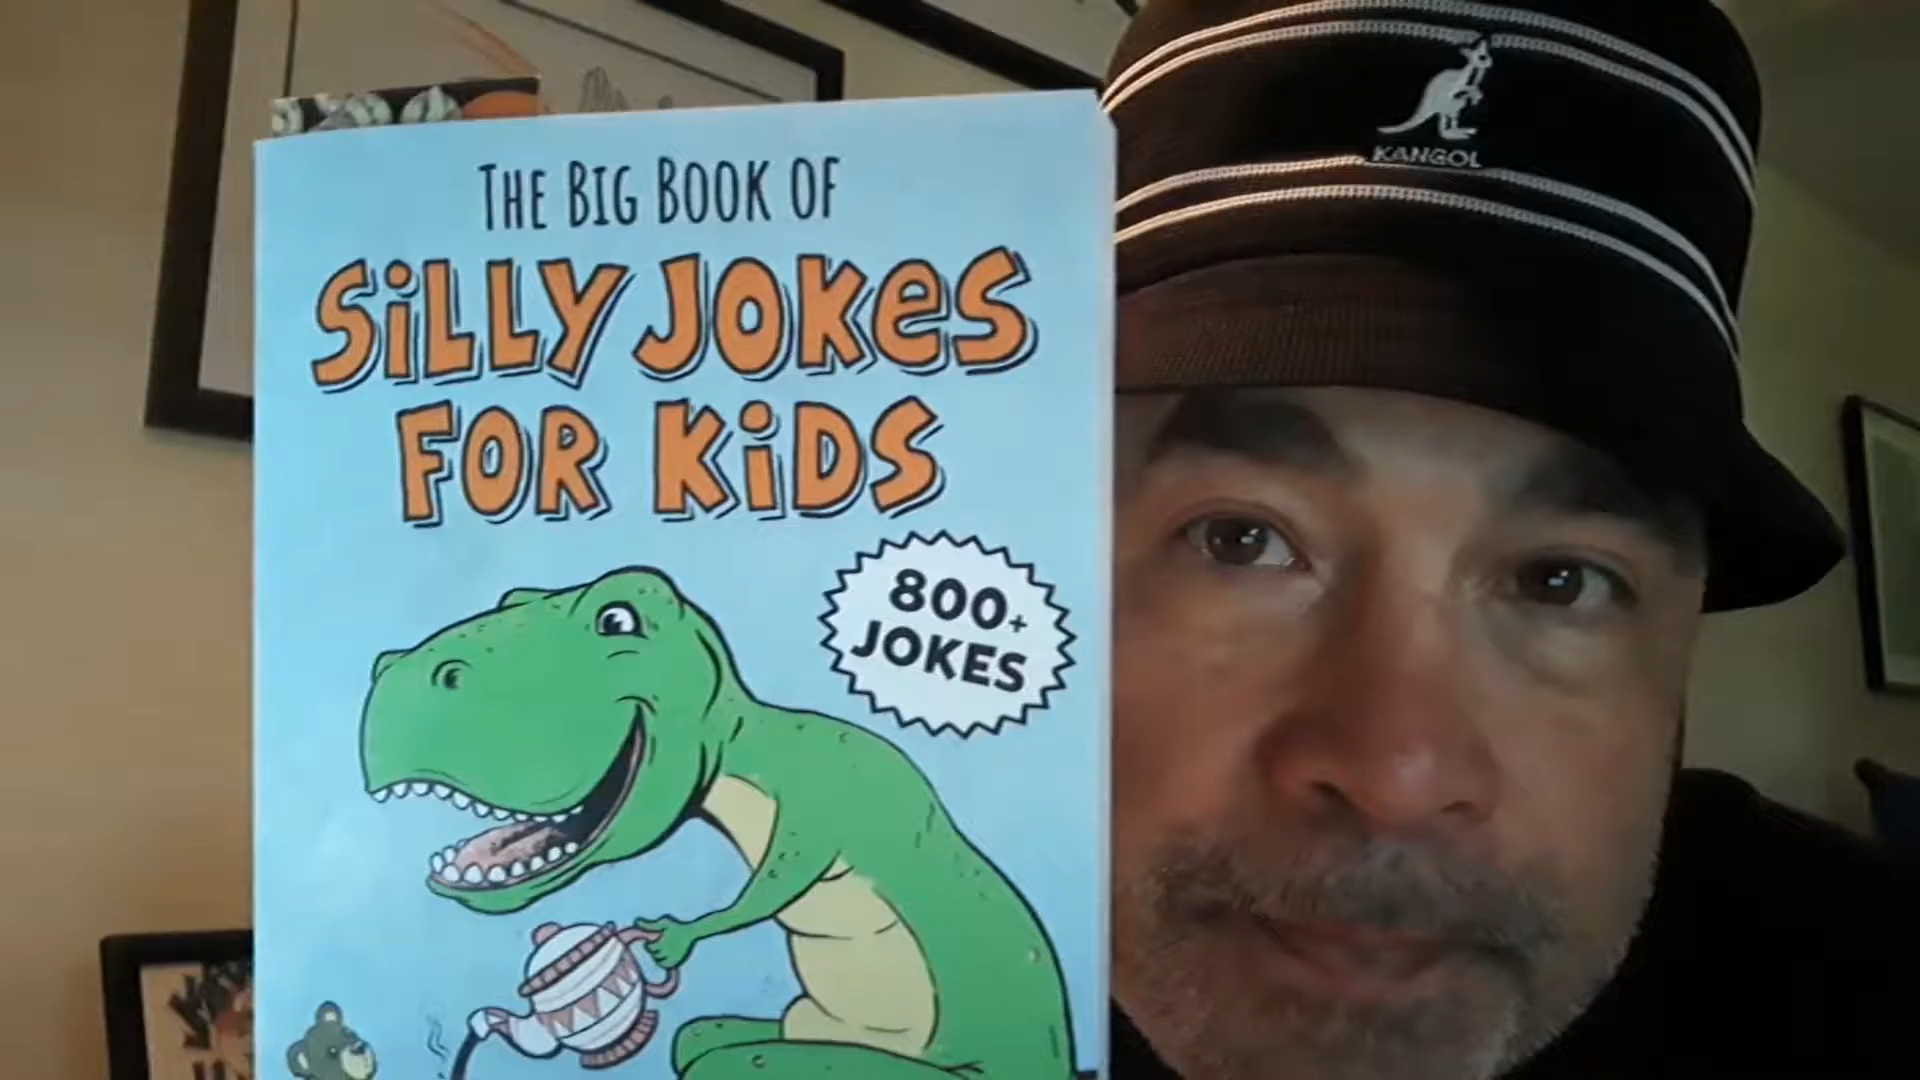 THE BIG BOOK OF
SiLLY JOKeS
FOR KiDS
800+
JOKES
KANGOL